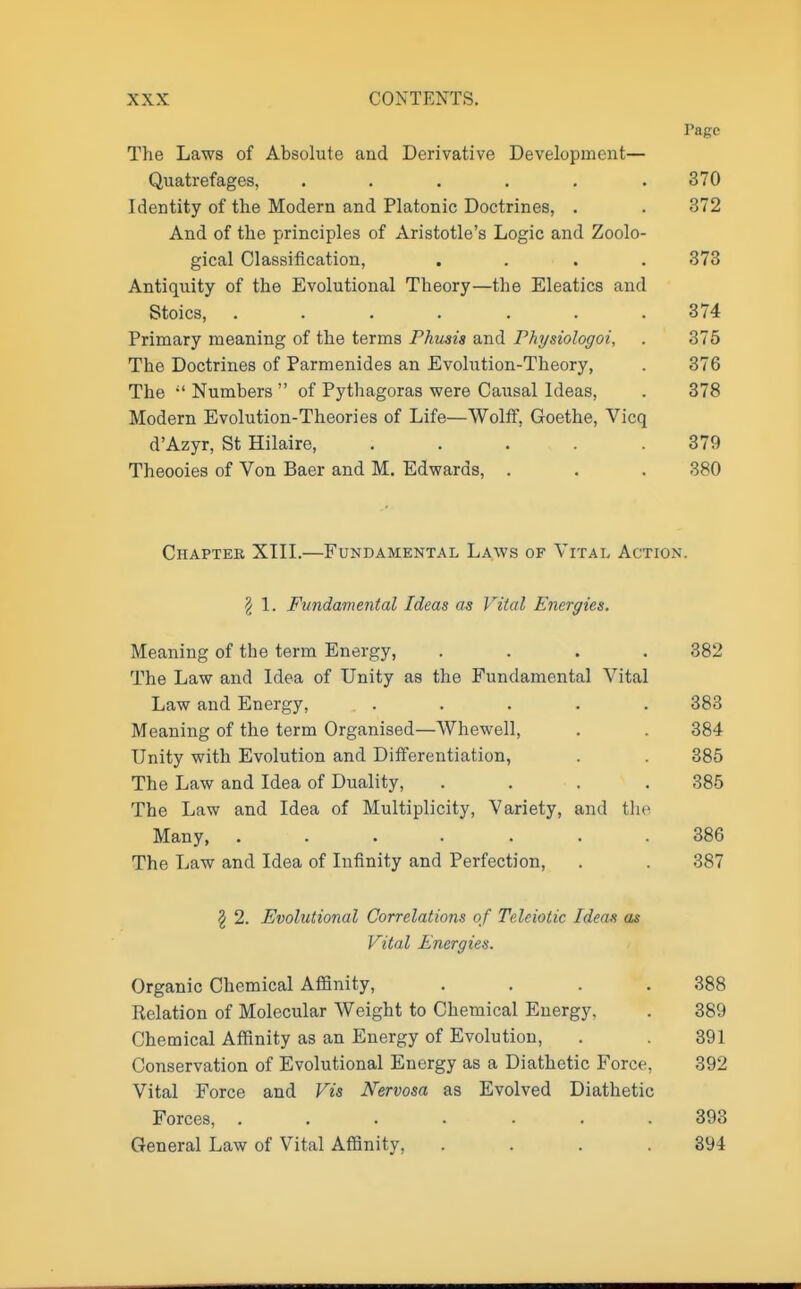 XXX CONTENTS.
Page
The Laws of Absolute and Derivative Development—
Quatrefages, . . . . . . 370
Identity of the Modern and Platonic Doctrines, . . 372
And of the principles of Aristotle's Logic and Zoolo-
gical Classification, . . . . 373
Antiquity of the Evolutional Theory—the Eleatics and
Stoics, . . . . . . . 374
Primary meaning of the terms Phusis and Physiologoi, . 375
The Doctrines of Parmenides an Evolution-Theory, . 376
The “ Numbers ” of Pythagoras were Causal Ideas, . 378
Modern Evolution-Theories of Life—Wolff, Goethe, Vicq
d'Azyr, St Hilaire, . . . . . 379
Theooies of Von Baer and M. Edwards, . . . 380
Chapter XIII.—Fundamental Laws of Vital Action.
§ 1. Fundamental Ideas as Vital Energies.
Meaning of the term Energy, . . . . 382
The Law and Idea of Unity as the Fundamental Vital
Law and Energy, . . . . . 383
Meaning of the term Organised—Whewell, . . 384
Unity with Evolution and Differentiation, . . 385
The Law and Idea of Duality, . . . . 385
The Law and Idea of Multiplicity, Variety, and the
Many, . . . . . . . 386
The Law and Idea of Infinity and Perfection, . . 387
§ 2. Evolutional Correlations of Teleiotic Ideas as
Vital Energies.
Organic Chemical Affinity, . . . . 388
Relation of Molecular Weight to Chemical Energy, . 389
Chemical Affinity as an Energy of Evolution, . . 391
Conservation of Evolutional Energy as a Diathetic Force, 392
Vital Force and Vis Nervosa as Evolved Diathetic
Forces, . . . . . . . 393
General Law of Vital Affinity, . . . . 394